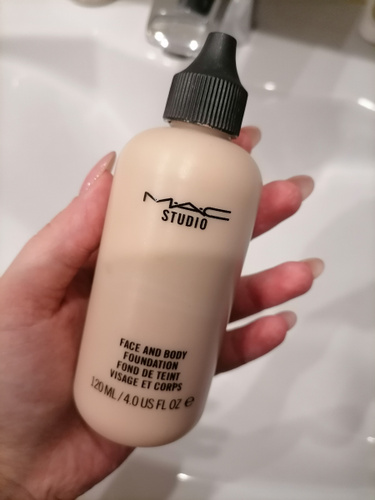 M·A·C
STUDIO
FACE AND BODY
FOUNDATION
FOND DE TEINT
VISAGE ET CORPS
120 ML / 4.0 US FL OZ ℮